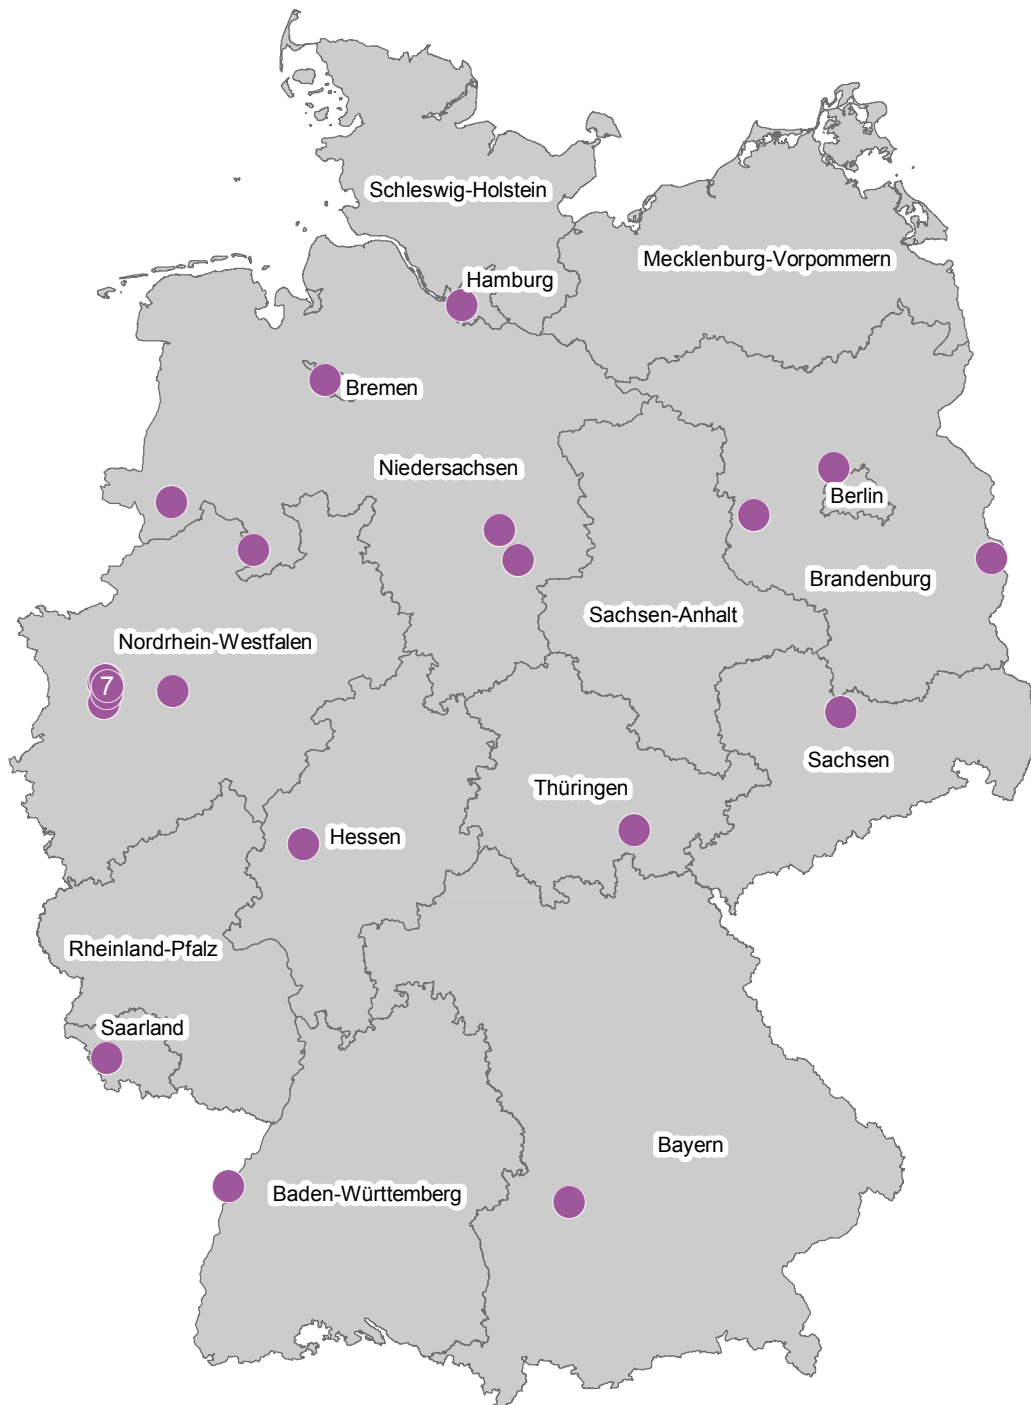 Schleswig-Holstein
Mecklenburg-Vorpommern
Hamburg
Bremen
Niedersachsen
Berlin
Brandenburg
Sachsen-Anhalt
Nordrhein-Westfalen
7
Sachsen
Thüringen
Hessen
Rheinland-Pfalz
Saarland
Bayern
Baden-Württemberg